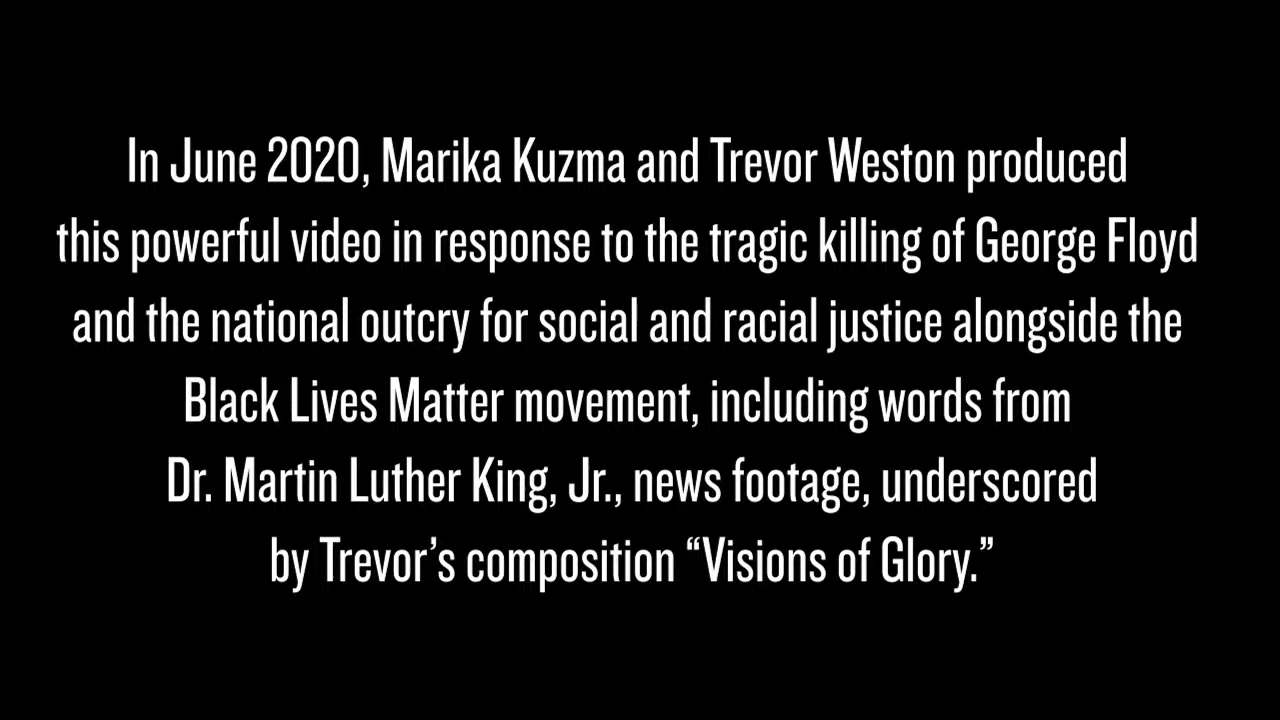 In June 2020, Marika Kuzma and Trevor Weston produced
this powerful video in response to the tragic killing of George Floyd
and the national outcry for social and racial justice alongside the
Black Lives Matter movement, including words from
Dr. Martin Luther King, Jr., news footage, underscored
by Trevor’s composition “Visions of Glory.”